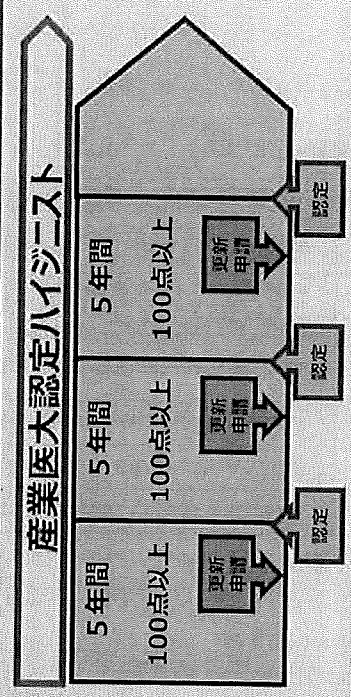 産業医大認定ハイジニスト
5年間
100点以上
更新
申請
認定
5年間
100点以上
更新
申請
認定
5年間
100点以上
更新
申請
認定